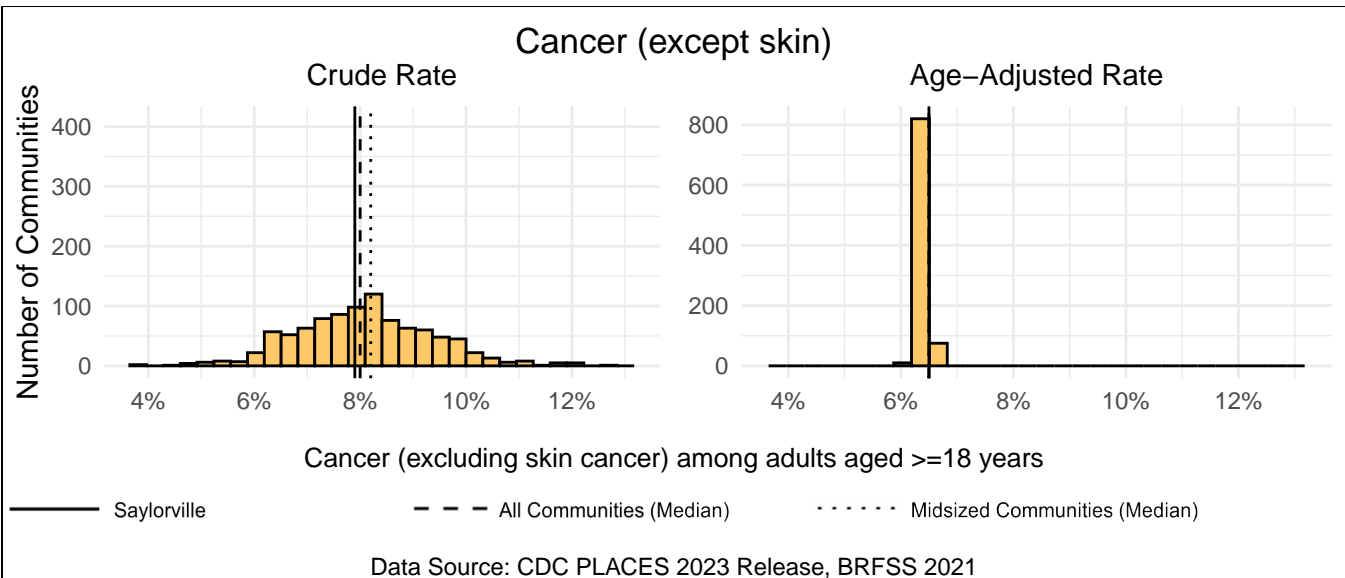 Cancer (except skin)
Crude Rate
Age−Adjusted Rate
Number of Communities
400
300
200
100
0
4%
6%
8%
10%
12%
800
600
400
200
0
4%
6%
8%
10%
12%
Cancer (excluding skin cancer) among adults aged >=18 years
Saylorville
All Communities (Median)
Midsized Communities (Median)
Data Source: CDC PLACES 2023 Release, BRFSS 2021